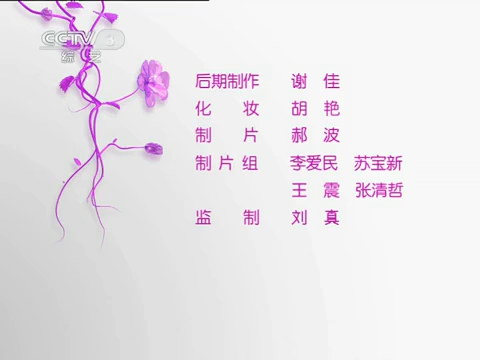 CCTV 3
综艺
后期制作 谢 佳
化 妆 胡 艳
制 片 郝 波
制 片 组 李爱民 苏宝新
王 震 张清哲
监 制 刘 真